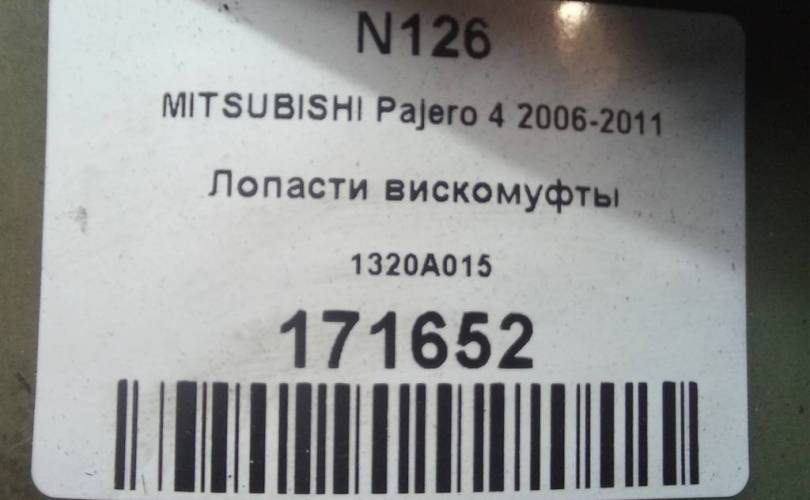 N126
MITSUBISHI Pajero 4 2006-2011
Лопасти вискомуфты
1320A015
171652